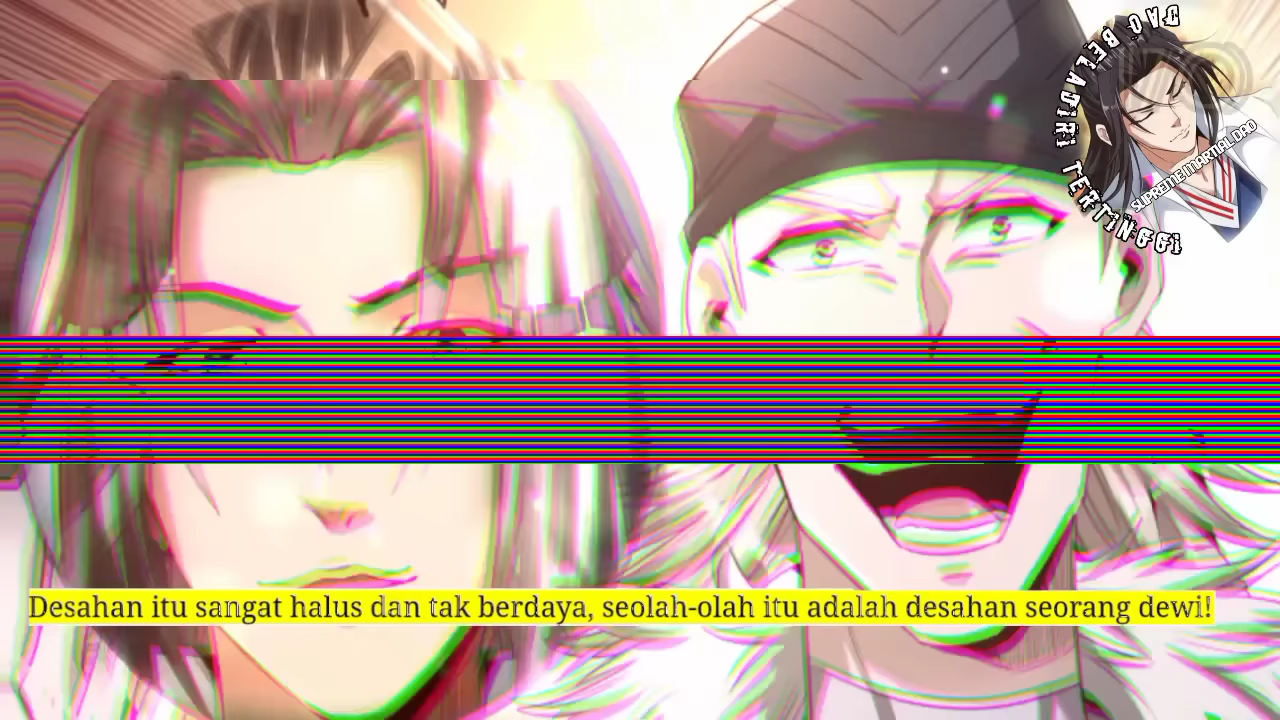 DAO BELADIRI TERTINGGI
SUPREME MARTIAL DAO
Desahan itu sangat halus dan tak berdaya, seolah-olah itu adalah desahan seorang dewi!